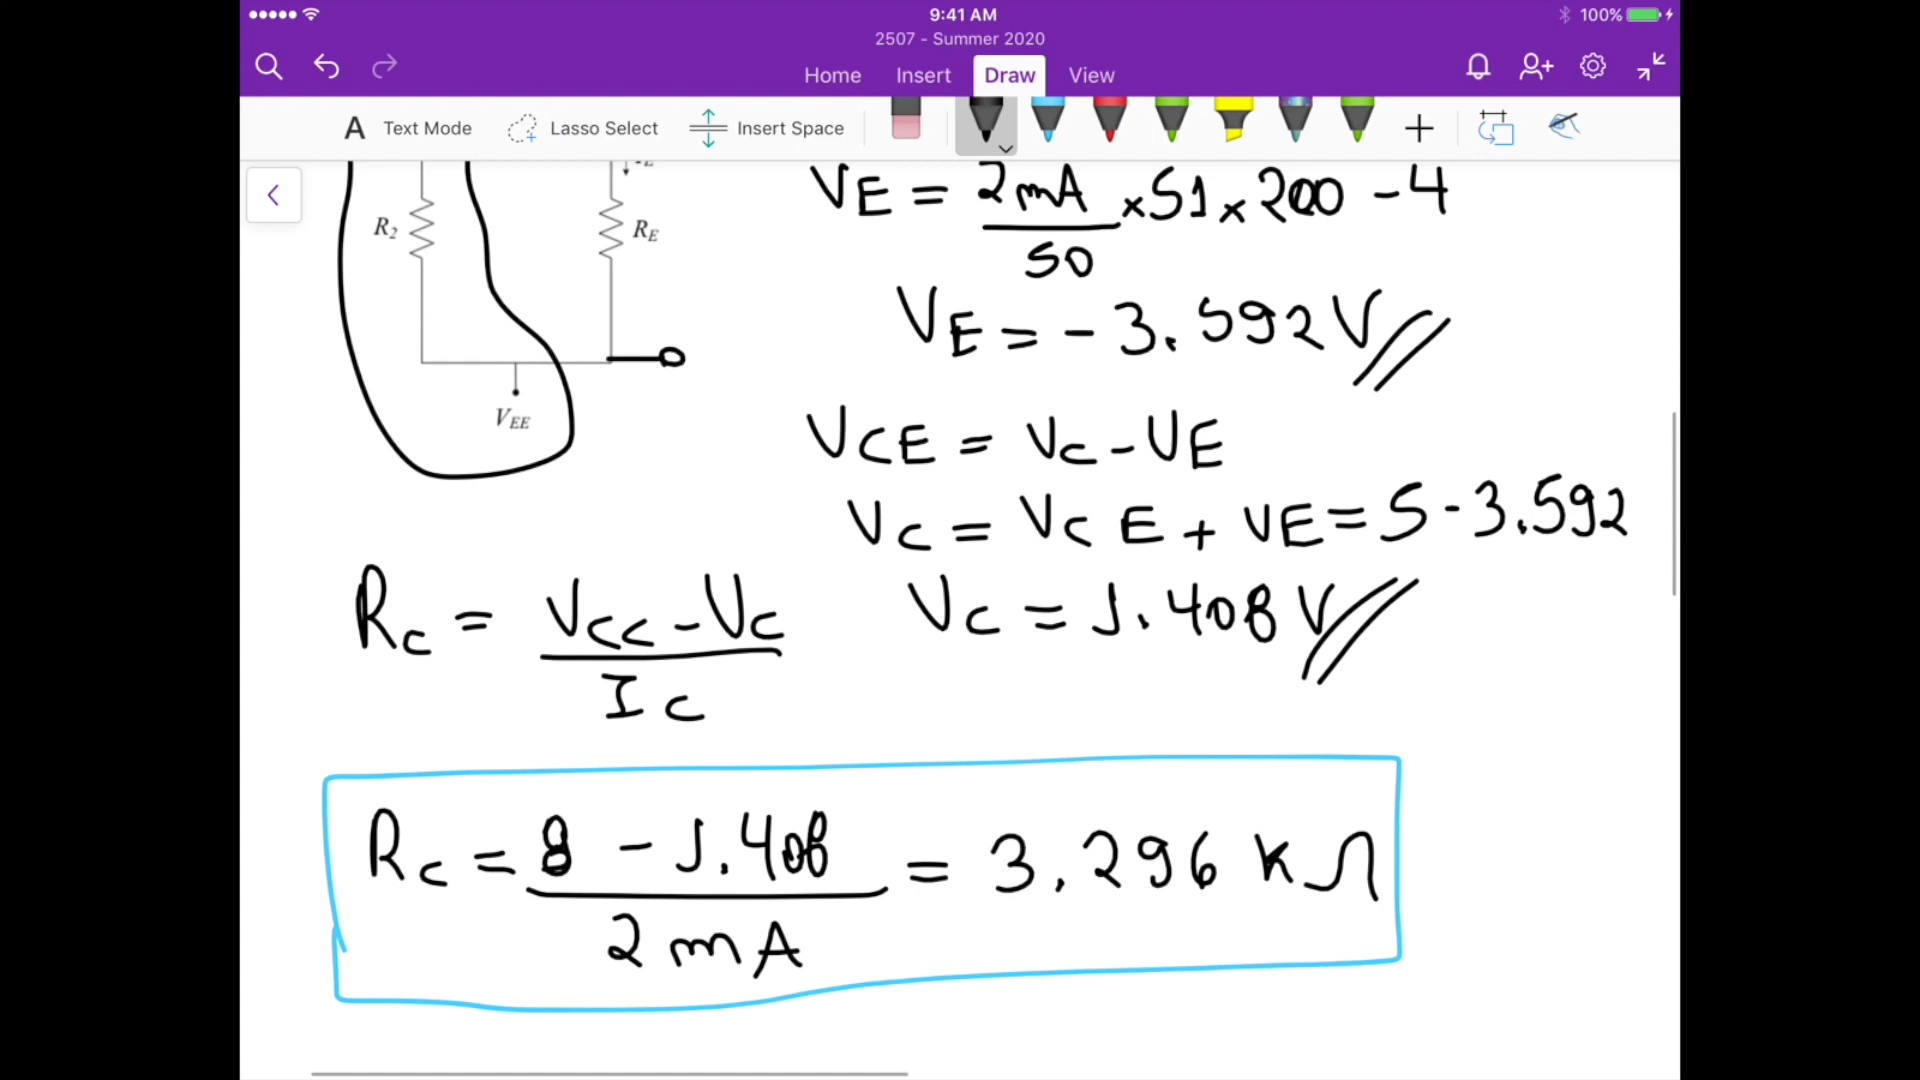 9:41 AM
100%
2507 - Summer 2020
Home Insert Draw View
A Text Mode Lasso Select Insert Space
VE = 2mA/50 ×51×200 -4
R2
RE
VE = -3.592V
VEE
VCE = VC - VE
VC = VCE + VE = 5-3.592
VC = 1.408 V
RC = VCC-VC / IC
RC = 8 - 1.408 / 2 mA = 3.296 KΩ